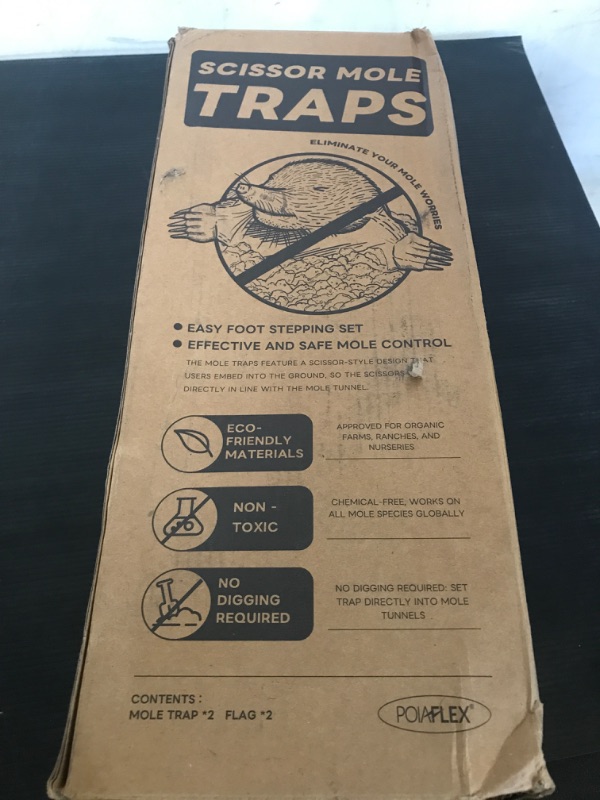 SCISSOR MOLE
TRAPS
ELIMINATE YOUR MOLE WORRIES
● EASY FOOT STEPPING SET
● EFFECTIVE AND SAFE MOLE CONTROL
THE MOLE TRAPS FEATURE A SCISSOR-STYLE DESIGN THAT
USERS EMBED INTO THE GROUND, SO THE SCISSORS
DIRECTLY IN LINE WITH THE MOLE TUNNEL.
ECO-
FRIENDLY
MATERIALS
APPROVED FOR ORGANIC
FARMS, RANCHES, AND
NURSERIES
NON -
TOXIC
CHEMICAL-FREE, WORKS ON
ALL MOLE SPECIES GLOBALLY
NO
DIGGING
REQUIRED
NO DIGGING REQUIRED: SET
TRAP DIRECTLY INTO MOLE
TUNNELS
CONTENTS :
MOLE TRAP *2 FLAG *2
POIAFLEX®